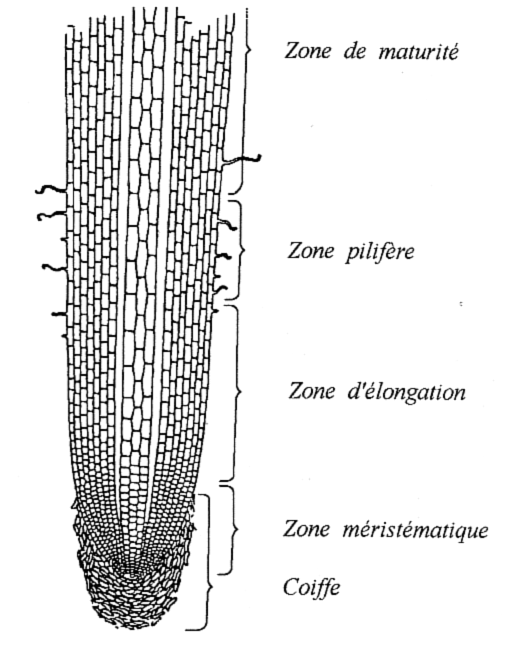 Zone de maturité
Zone pilifère
Zone d'élongation
Zone méristématique
Coiffe